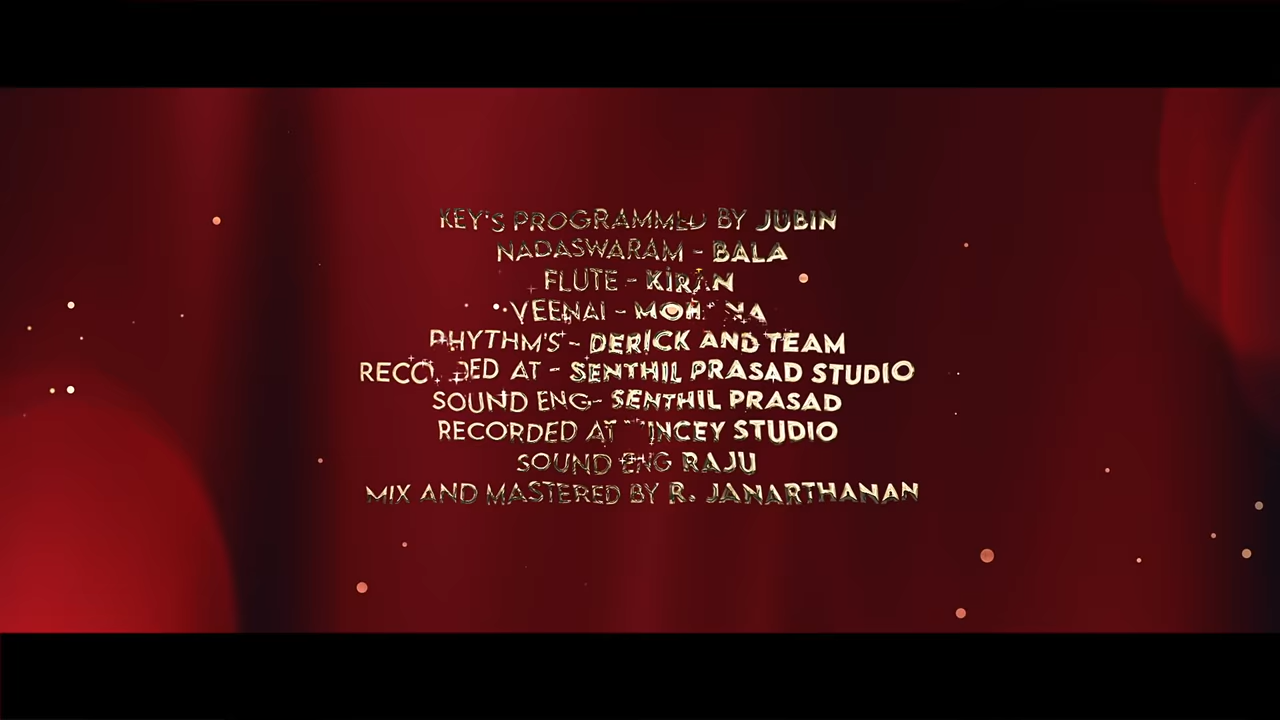 KEY'S PROGRAMMED BY JUBIN
NADASWARAM - BALA
FLUTE - KIRAN
VEENAI -
RHYTHM'S - DERICK AND TEAM
RECORDED AT - SENTHIL PRASAD STUDIO
SOUND ENG- SENTHIL PRASAD
RECORDED AT STUDIO
SOUND ENG RAJU
MIX AND MASTERED BY R. JANARTHANAN